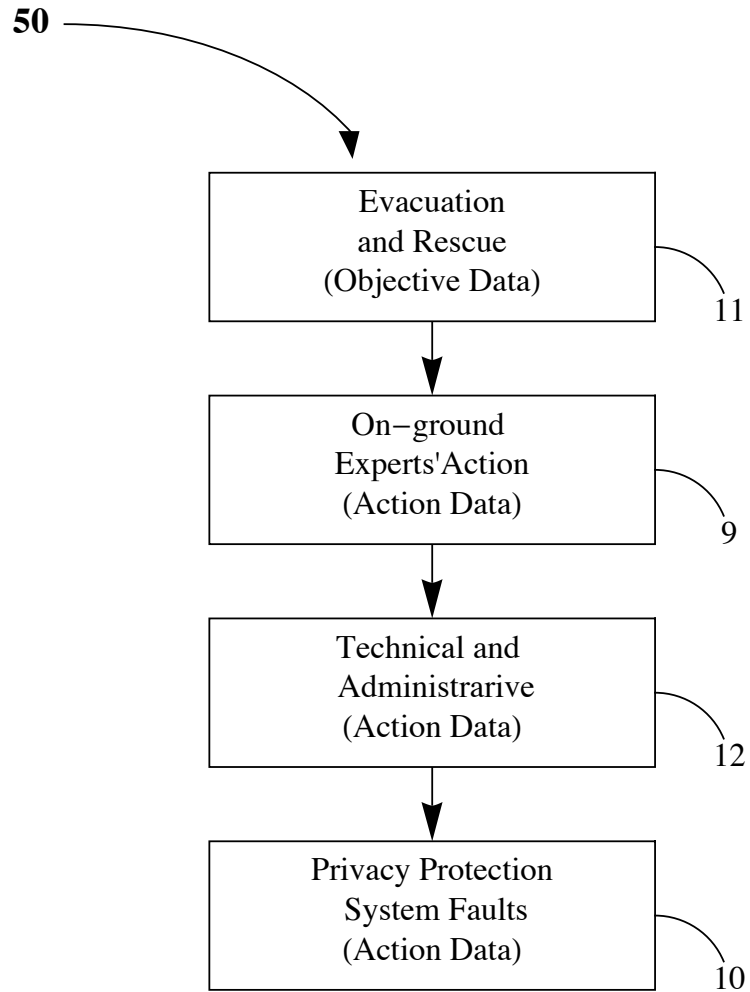 50
Evacuation
and Rescue
(Objective Data)
11
On−ground
Experts'Action
(Action Data)
9
Technical and
Administrarive
(Action Data)
12
Privacy Protection
System Faults
(Action Data)
10